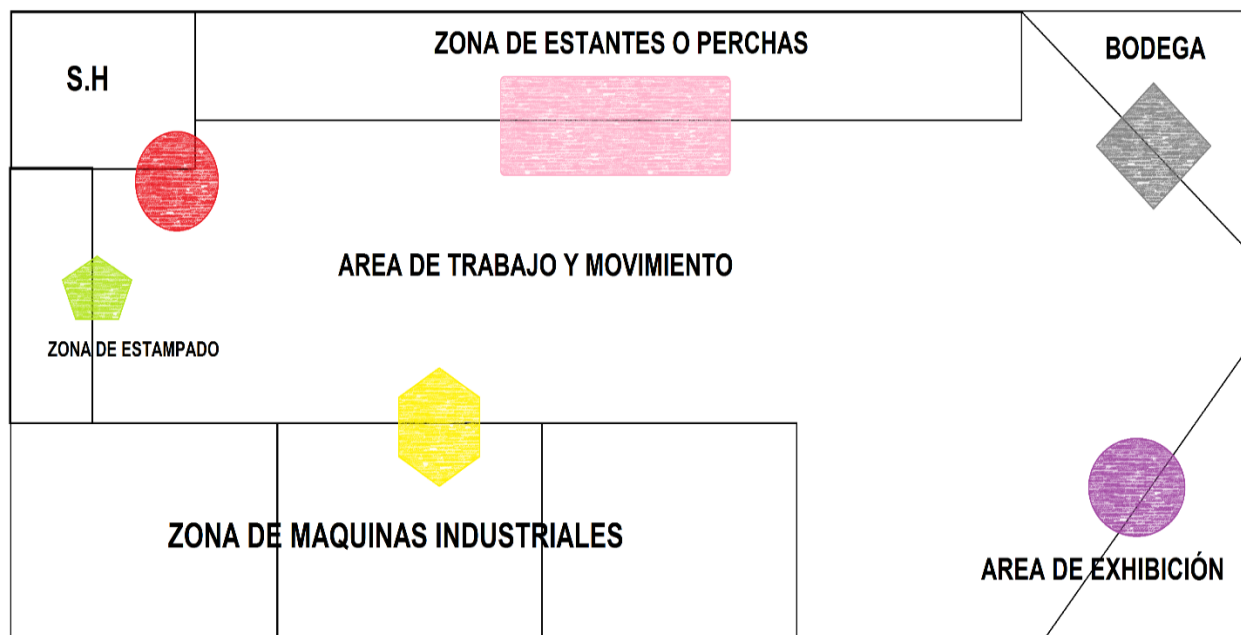 ZONA DE ESTANTES O PERCHAS
BODEGA
S.H
AREA DE TRABAJO Y MOVIMIENTO
ZONA DE ESTAMPADO
ZONA DE MAQUINAS INDUSTRIALES
AREA DE EXHIBICIÓN